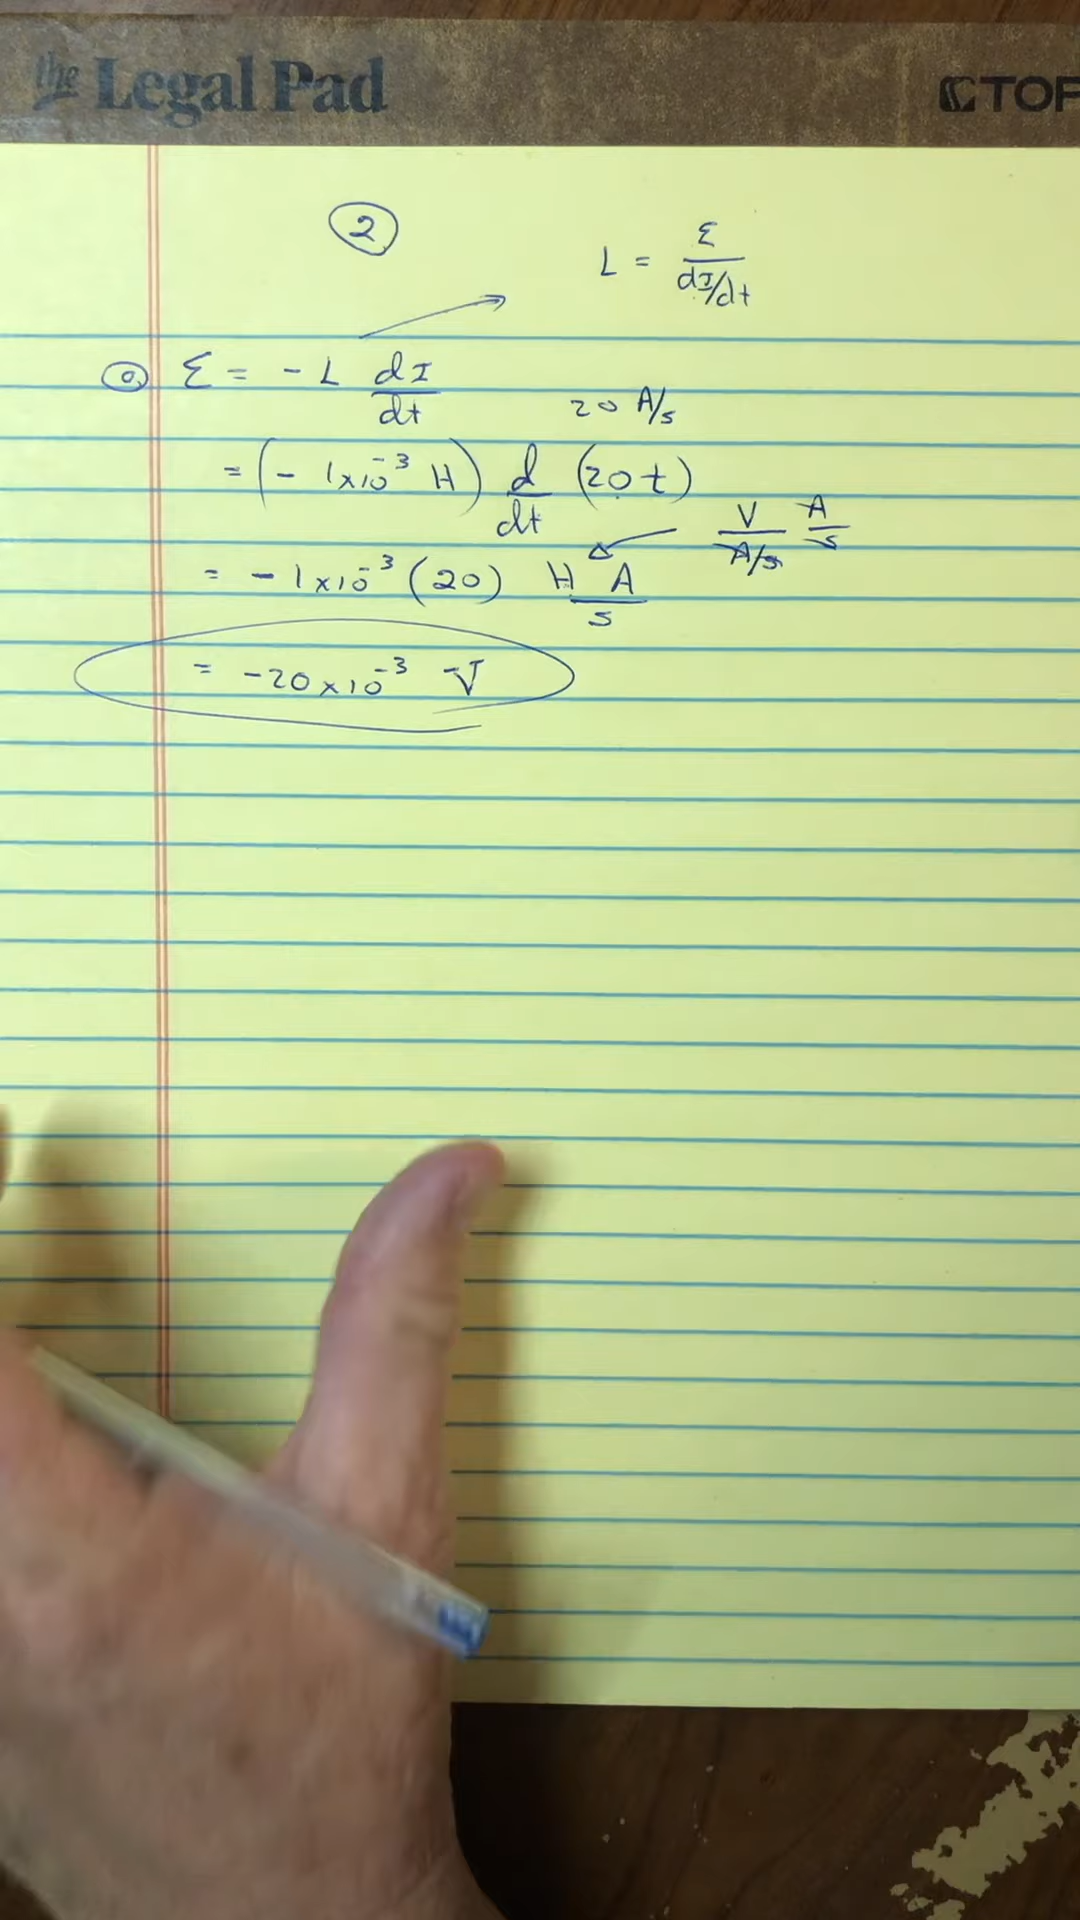 the Legal Pad TOP
2
L = ε / dI/dt
a ε = - L dI/dt
20 A/s
= (- 1x10⁻³ H) d/dt (20t)
V/A/s A/s
= - 1x10⁻³ (20) H A/s
= -20x10⁻³ V